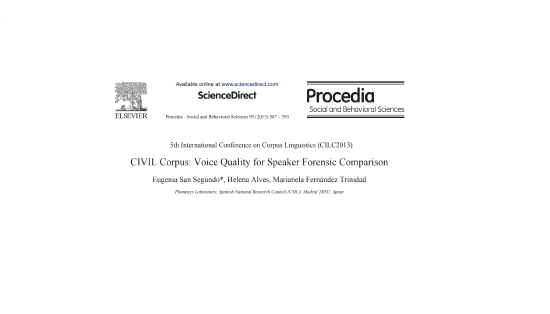 Available online at www.sciencedirect.com
ScienceDirect
ELSEVIER
Procedia
Social and Behavioral Sciences
Procedia - Social and Behavioral Sciences 95 (2013) 587 – 593
5th International Conference on Corpus Linguistics (CILC2013)
CIVIL Corpus: Voice Quality for Speaker Forensic Comparison
Eugenia San Segundo*, Helena Alves, Marianela Fernández Trinidad
Phonetics Laboratory, Spanish National Research Council (CSIC), Madrid 28037, Spain